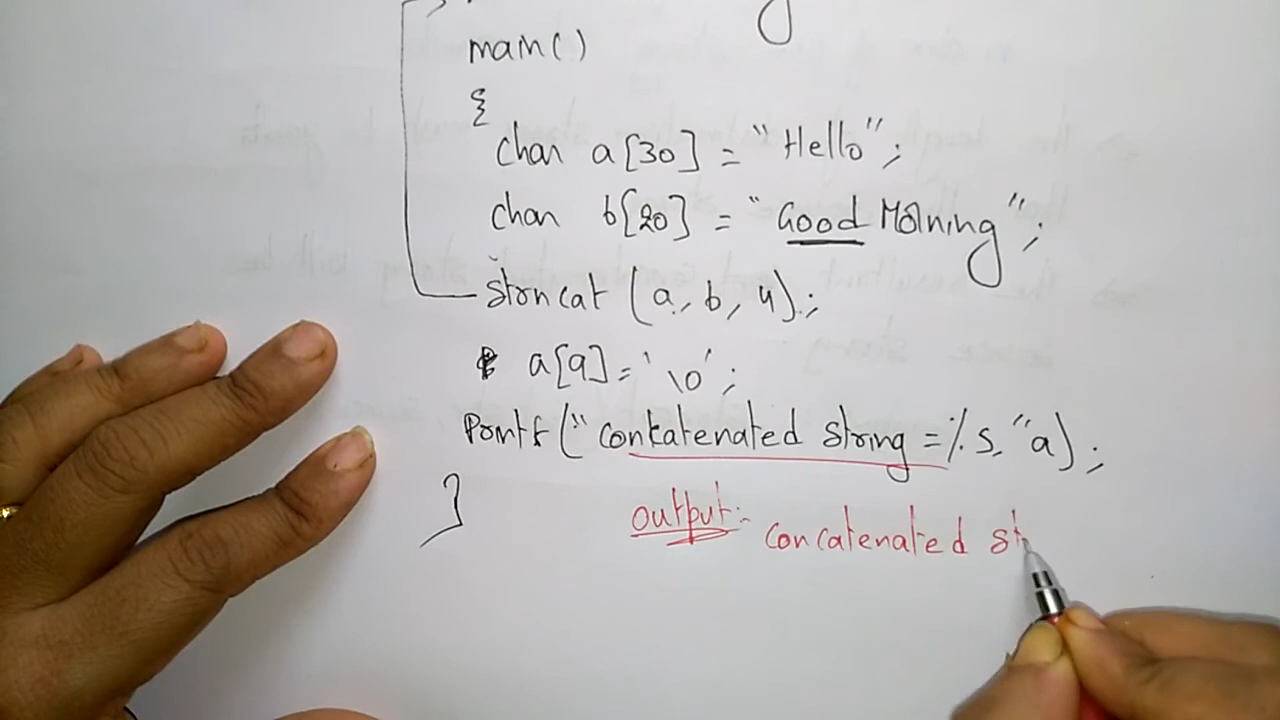 main()
{
char a[30] = "Hello";
char b[20] = "Good Morning";
strncat (a, b, 4);
a[9] = '\0';
Printf ("Concatenated string = %s, "a);
}
output:- Concatenated st